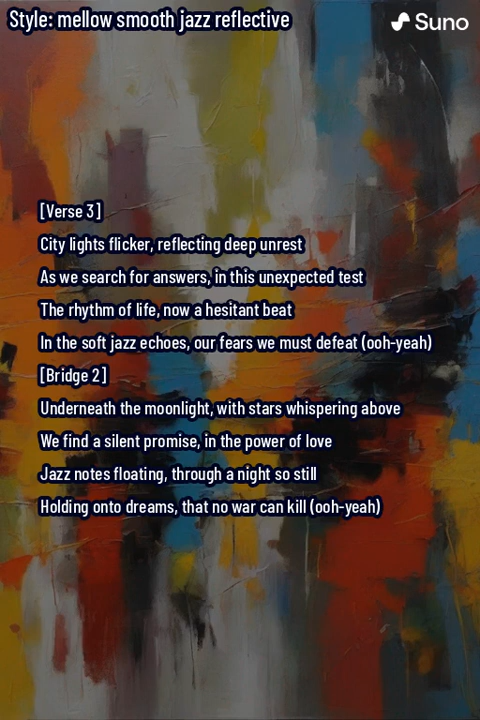 Style: mellow smooth jazz reflective
Suno
[Verse 3]
City lights flicker, reflecting deep unrest
As we search for answers, in this unexpected test
The rhythm of life, now a hesitant beat
In the soft jazz echoes, our fears we must defeat (ooh-yeah)
[Bridge 2]
Underneath the moonlight, with stars whispering above
We find a silent promise, in the power of love
Jazz notes floating, through a night so still
Holding onto dreams, that no war can kill (ooh-yeah)